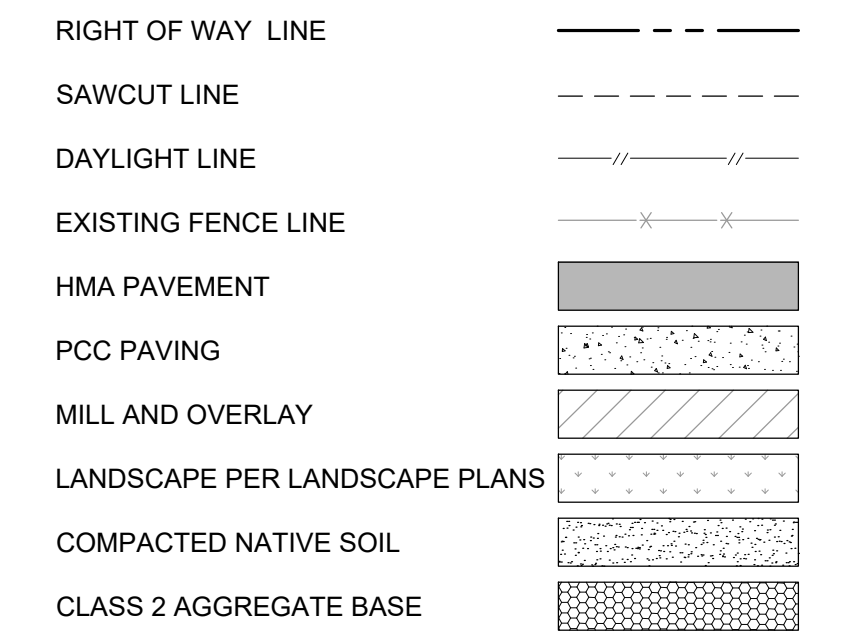 RIGHT OF WAY LINE
SAWCUT LINE
DAYLIGHT LINE
EXISTING FENCE LINE
HMA PAVEMENT
PCC PAVING
MILL AND OVERLAY
LANDSCAPE PER LANDSCAPE PLANS
COMPACTED NATIVE SOIL
CLASS 2 AGGREGATE BASE